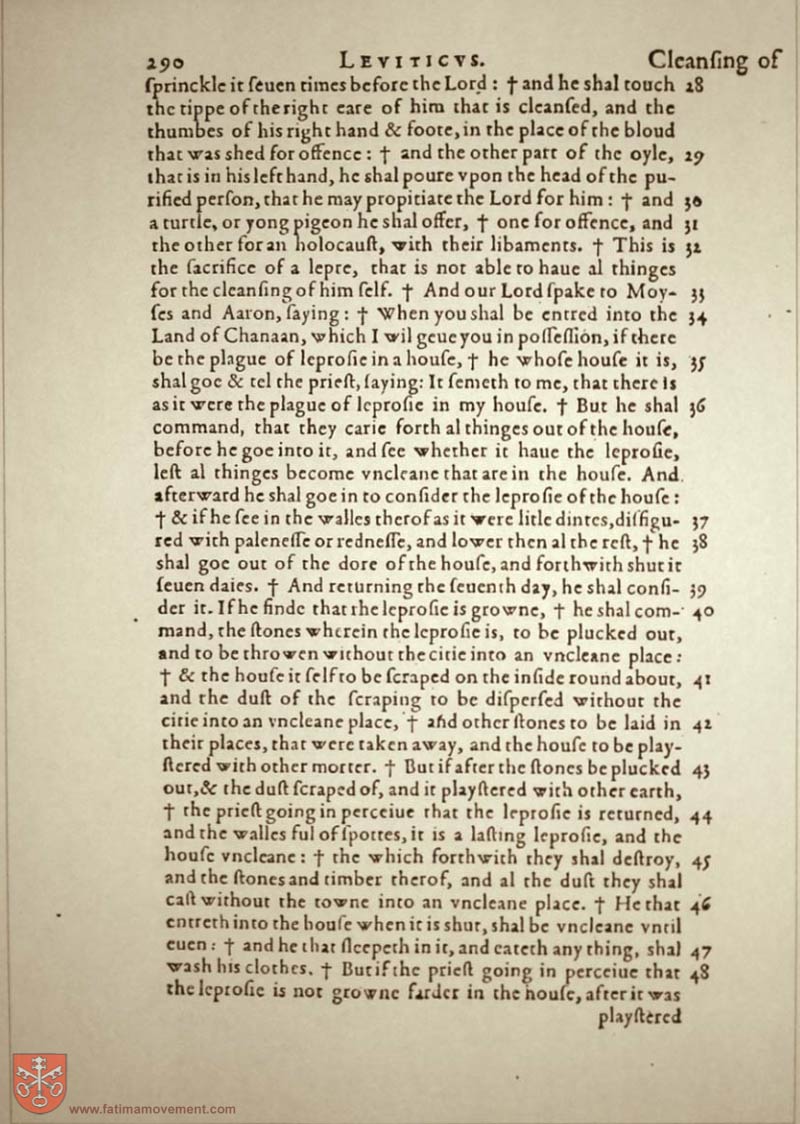 290 LEVITICVS. Cleanſing of
ſprinckle it ſeuen times before the Lord : † and he shal touch 28
the tippe of the right eare of him that is cleanſed, and the
thumbes of his right hand & foote, in the place of the bloud
that was shed for offence : † and the other part of the oyle, 29
that is in his left hand, he shal poure vpon the head of the pu-
rified perſon, that he may propitiate the Lord for him : † and 30
a turtle, or yong pigeon he shal offer, † one for offence, and 31
the other for an holocauſt, with their libaments. † This is 32
the ſacrifice of a lepre, that is not able to haue al thinges
for the cleanſing of him ſelf. † And our Lord ſpake to Moy- 33
ſes and Aaron, ſaying : † When you shal be entred into the 34
Land of Chanaan, which I wil geue you in poſſeſſion, if there
be the plague of leproſie in a houſe, † he whoſe houſe it is, 35
shal goe & tel the prieſt, ſaying: It ſemeth to me, that there is
as it were the plague of leproſie in my houſe. † But he shal 36
command, that they carie forth al thinges out of the houſe,
before he goe into it, and ſee whether it haue the leproſie,
leſt al thinges become vncleane that are in the houſe. And
afterward he shal goe in to conſider the leproſie of the houſe :
† & if he ſee in the walles therof as it were litle dintes, diſfigu- 37
red with paleneſſe or redneſſe, and lower then al the reſt, † he 38
shal goe out of the dore of the houſe, and forthwith shut it
ſeuen daies. † And returning the ſeuenth day, he shal conſi- 39
der it. If he finde that the leproſie is growne, † he shal com- 40
mand, the ſtones wherein the leproſie is, to be plucked out,
and to be throwen without the citie into an vncleane place :
† & the houſe it ſelf to be ſcraped on the inſide round about, 41
and the duſt of the ſcraping to be diſperſed without the
citie into an vncleane place, † and other ſtones to be laid in 42
their places, that were taken away, and the houſe to be play-
ſtered with other morter. † But if after the ſtones be plucked 43
out, & the duſt ſcraped of, and it playſtered with other earth,
† the prieſt going in perceiue that the leproſie is returned, 44
and the walles ful of ſpottes, it is a laſting leproſie, and the
houſe vncleane : † the which forthwith they shal deſtroy, 45
and the ſtones and timber therof, and al the duſt they shal
caſt without the towne into an vncleane place. † He that 46
entreth into the houſe when it is shut, shal be vncleane vntil
euen : † and he that ſleepeth in it, and eateth any thing, shal 47
wash his clothes. † But if the prieſt going in perceiue that 48
the leproſie is not growne farder in the houſe, after it was
playſtered
www.fatimamovement.com